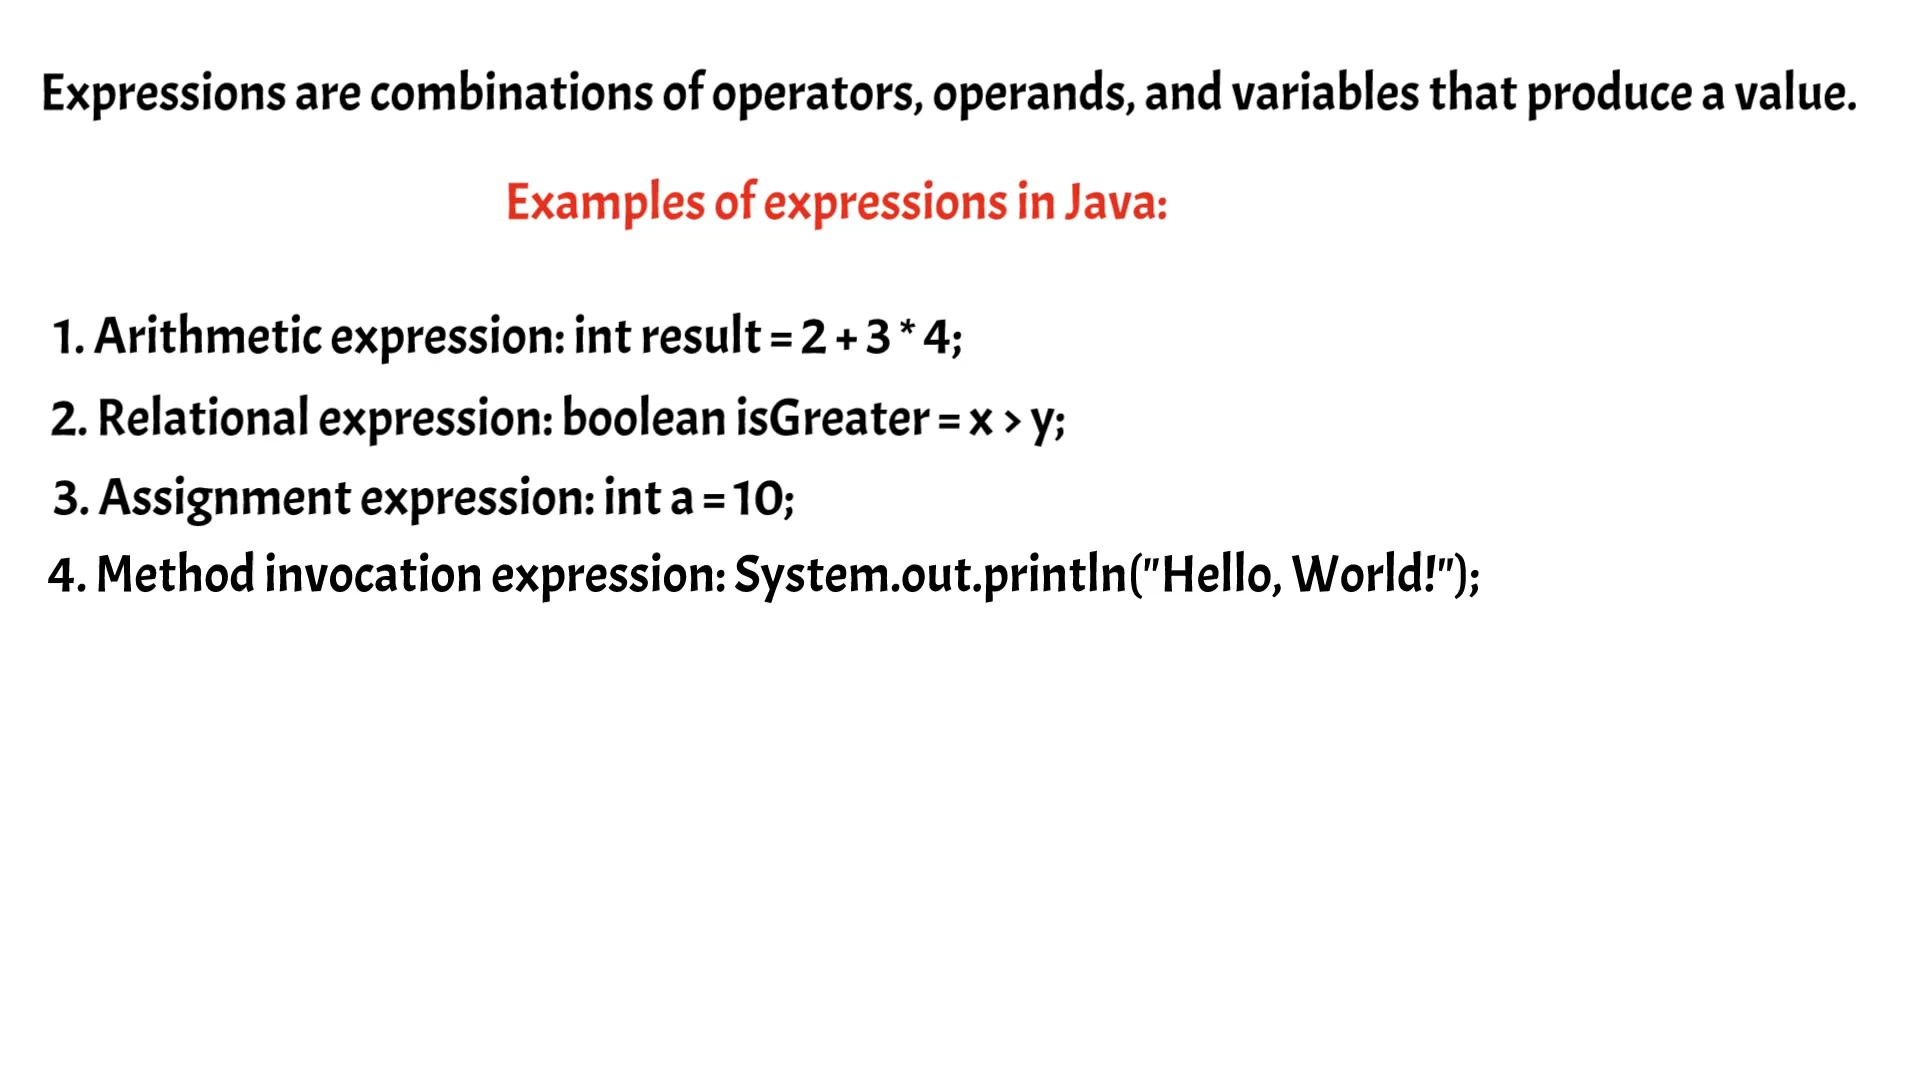 Expressions are combinations of operators, operands, and variables that produce a value.
Examples of expressions in Java:
1. Arithmetic expression: int result = 2 + 3 * 4;
2. Relational expression: boolean isGreater = x > y;
3. Assignment expression: int a = 10;
4. Method invocation expression: System.out.println("Hello, World!");